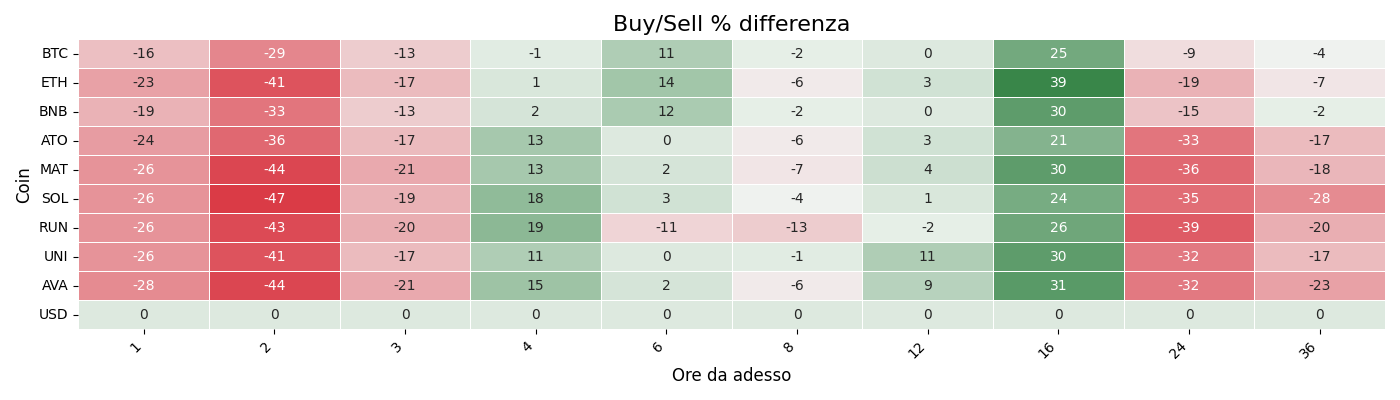 Buy/Sell % differenza
Coin
BTC -16 -29 -13 -1 11 -2 0 25 -9 -4
ETH -23 -41 -17 1 14 -6 3 39 -19 -7
BNB -19 -33 -13 2 12 -2 0 30 -15 -2
ATO -24 -36 -17 13 0 -6 3 21 -33 -17
MAT -26 -44 -21 13 2 -7 4 30 -36 -18
SOL -26 -47 -19 18 3 -4 1 24 -35 -28
RUN -26 -43 -20 19 -11 -13 -2 26 -39 -20
UNI -26 -41 -17 11 0 -1 11 30 -32 -17
AVA -28 -44 -21 15 2 -6 9 31 -32 -23
USD 0 0 0 0 0 0 0 0 0 0
1 2 3 4 6 8 12 16 24 36
Ore da adesso